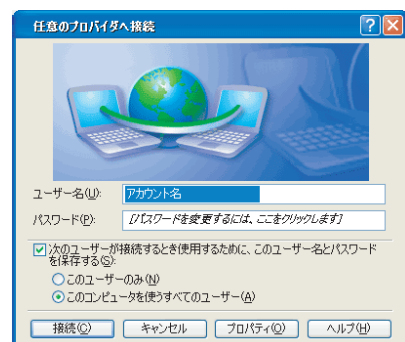 任意のプロバイダへ接続
ユーザー名(U):
アカウント名
パスワード(P):
[パスワードを変更するには、ここをクリックします]
次のユーザーが接続するとき使用するために、このユーザー名とパスワード
を保存する(S):
このユーザーのみ(N)
このコンピュータを使うすべてのユーザー(A)
接続(C)
キャンセル
プロパティ(O)
ヘルプ(H)